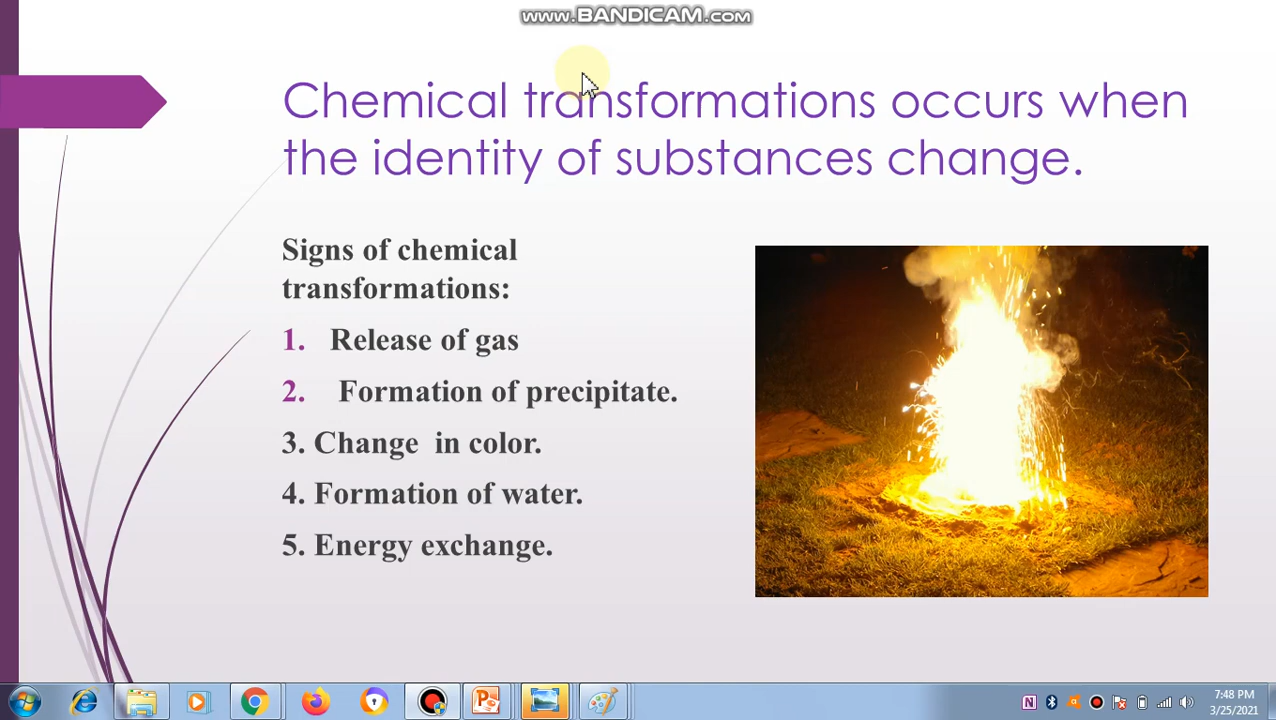 www.BANDICAM.com
Chemical transformations occurs when
the identity of substances change.
Signs of chemical
transformations:
1. Release of gas
2. Formation of precipitate.
3. Change in color.
4. Formation of water.
5. Energy exchange.
7:48 PM
3/25/2021